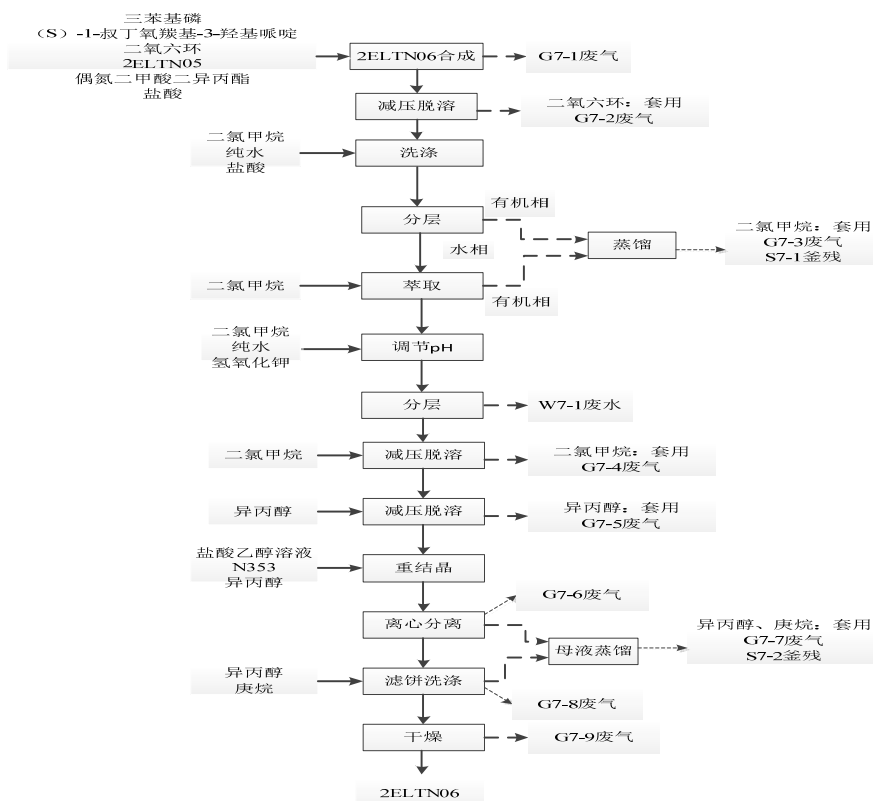 三苯基磷
（S）-1-叔丁氧羰基-3-羟基哌啶
二氧六环
2ELTN05
偶氮二甲酸二异丙酯
盐酸
2ELTN06合成
G7-1废气
减压脱溶
二氧六环：套用
G7-2废气
二氯甲烷
纯水
盐酸
洗涤
分层
有机相
水相
蒸馏
二氯甲烷：套用
G7-3废气
S7-1釜残
二氯甲烷
萃取
有机相
二氯甲烷
纯水
氢氧化钾
调节pH
分层
W7-1废水
二氯甲烷
减压脱溶
二氯甲烷：套用
G7-4废气
异丙醇
减压脱溶
异丙醇：套用
G7-5废气
盐酸乙醇溶液
N353
异丙醇
重结晶
G7-6废气
离心分离
母液蒸馏
异丙醇、庚烷：套用
G7-7废气
S7-2釜残
异丙醇
庚烷
滤饼洗涤
G7-8废气
干燥
G7-9废气
2ELTN06